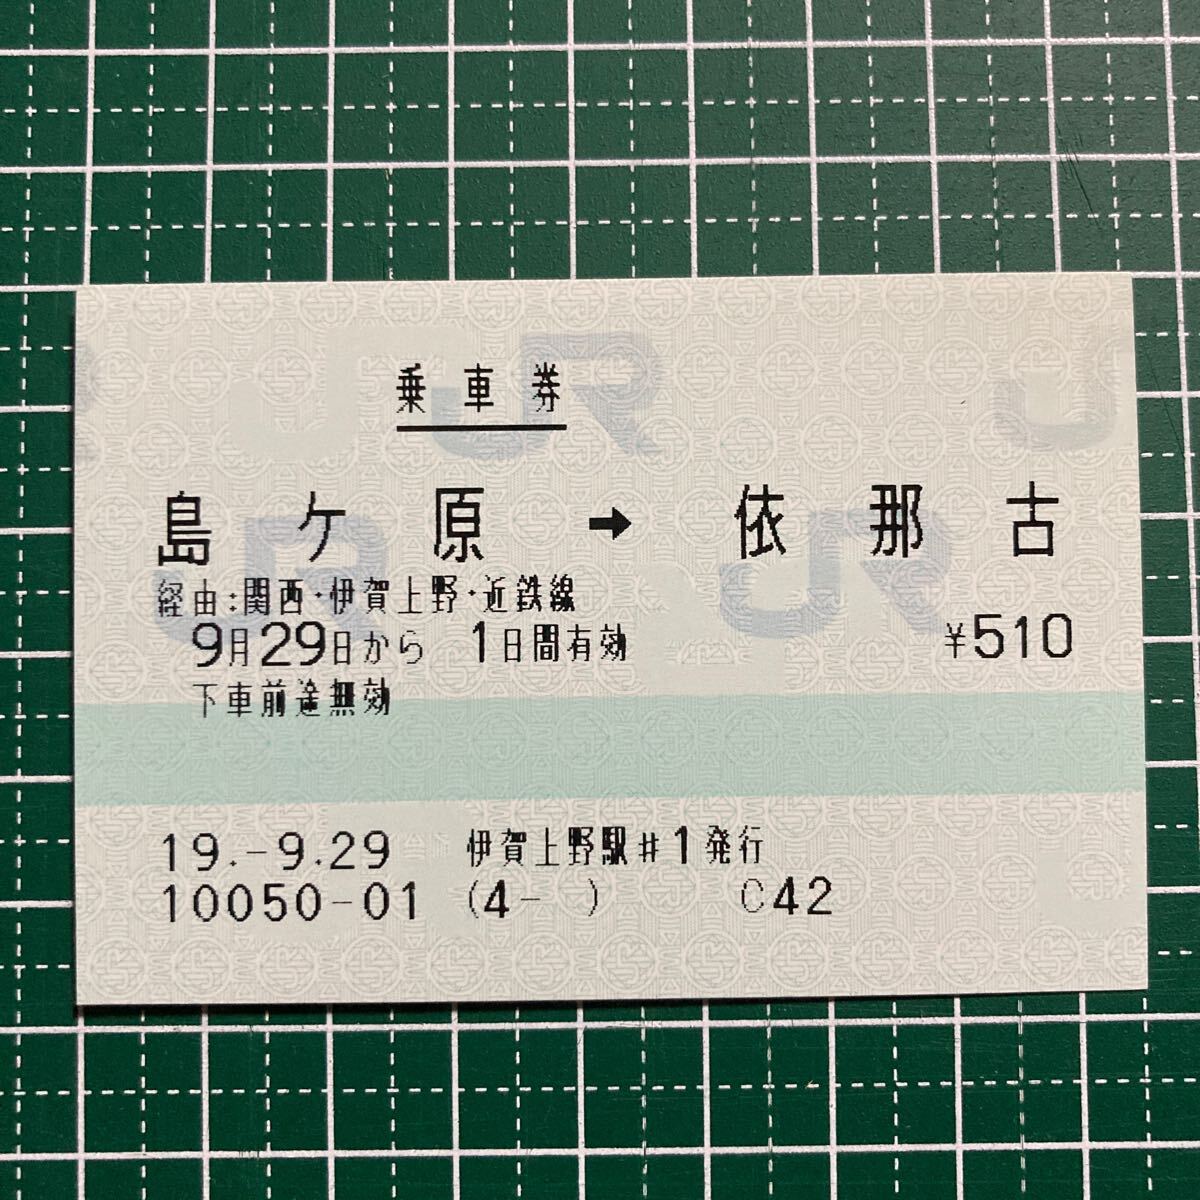 乗車券
島ケ原 → 依那古
経由:関西・伊賀上野・近鉄線
9月29日から 1日間有効 ¥510
下車前途無効
19.-9.29 伊賀上野駅#1発行
10050-01 (4- ) C42